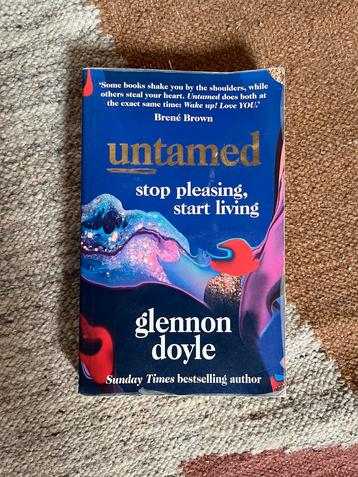 ‘Some books shake you by the shoulders, while
others steal your heart. Untamed does both at
the exact same time: Wake up! Love YOU.’
Brené Brown
untamed
stop pleasing,
start living
glennon
doyle
Sunday Times bestselling author